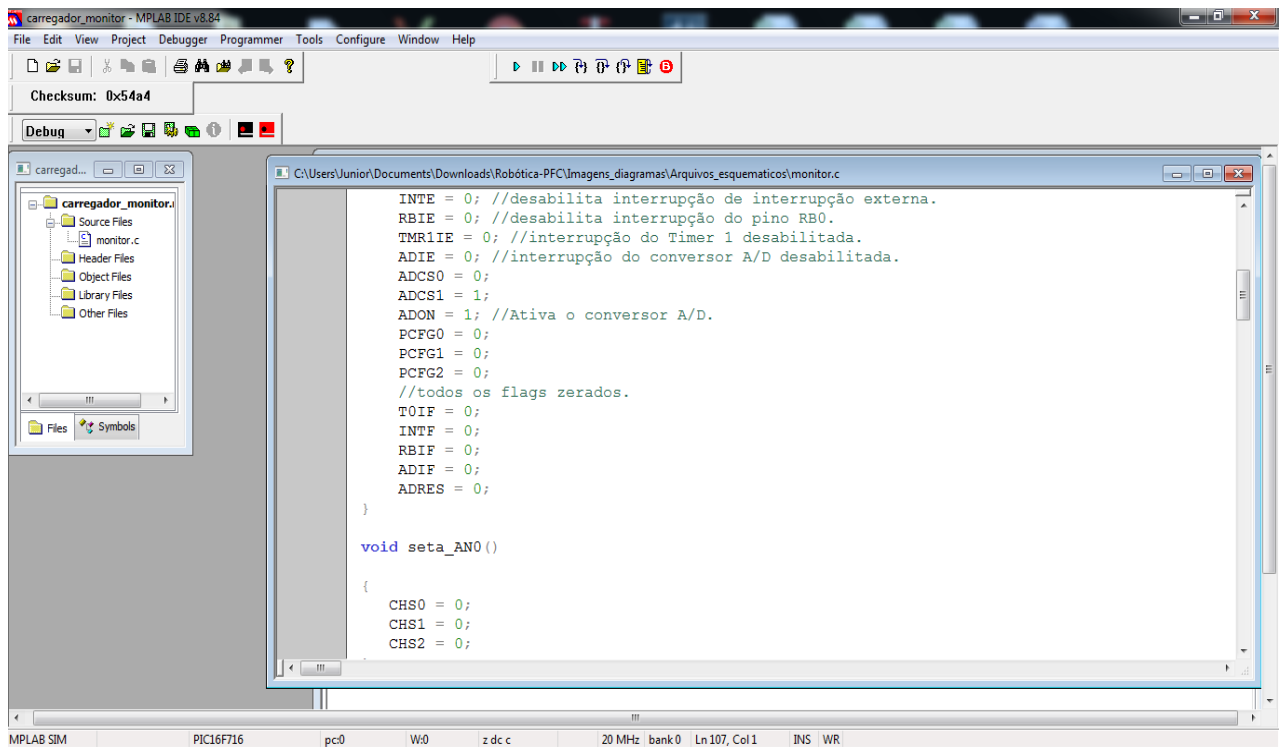 carregador_monitor - MPLAB IDE v8.84
File Edit View Project Debugger Programmer Tools Configure Window Help
Checksum: 0x54a4
Debug
carregad...
carregador_monitor.
Source Files
monitor.c
Header Files
Object Files
Library Files
Other Files
Files Symbols
C:\Users\Junior\Documents\Downloads\Robótica-PFC\Imagens_diagramas\Arquivos_esquematicos\monitor.c
INTE = 0; //desabilita interrupção de interrupção externa.
RBIE = 0; //desabilita interrupção do pino RB0.
TMR1IE = 0; //interrupção do Timer 1 desabilitada.
ADIE = 0; //interrupção do conversor A/D desabilitada.
ADCS0 = 0;
ADCS1 = 1;
ADON = 1; //Ativa o conversor A/D.
PCFG0 = 0;
PCFG1 = 0;
PCFG2 = 0;
//todos os flags zerados.
T0IF = 0;
INTF = 0;
RBIF = 0;
ADIF = 0;
ADRES = 0;
}
void seta_AN0()
{
CHS0 = 0;
CHS1 = 0;
CHS2 = 0;
MPLAB SIM PIC16F716 pc:0 W:0 z dc c 20 MHz bank 0 Ln 107, Col 1 INS WR